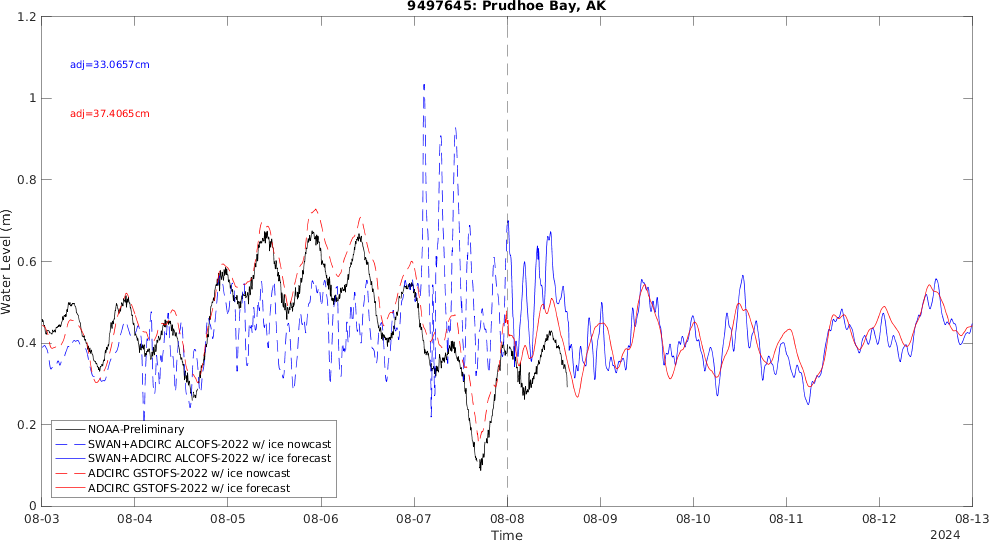 9497645: Prudhoe Bay, AK
1.2
1
0.8
0.6
0.4
0.2
0
Water Level (m)
adj=33.0657cm
adj=37.4065cm
NOAA-Preliminary
SWAN+ADCIRC ALCOFS-2022 w/ ice nowcast
SWAN+ADCIRC ALCOFS-2022 w/ ice forecast
ADCIRC GSTOFS-2022 w/ ice nowcast
ADCIRC GSTOFS-2022 w/ ice forecast
08-03 08-04 08-05 08-06 08-07 08-08 08-09 08-10 08-11 08-12 08-13
Time
2024